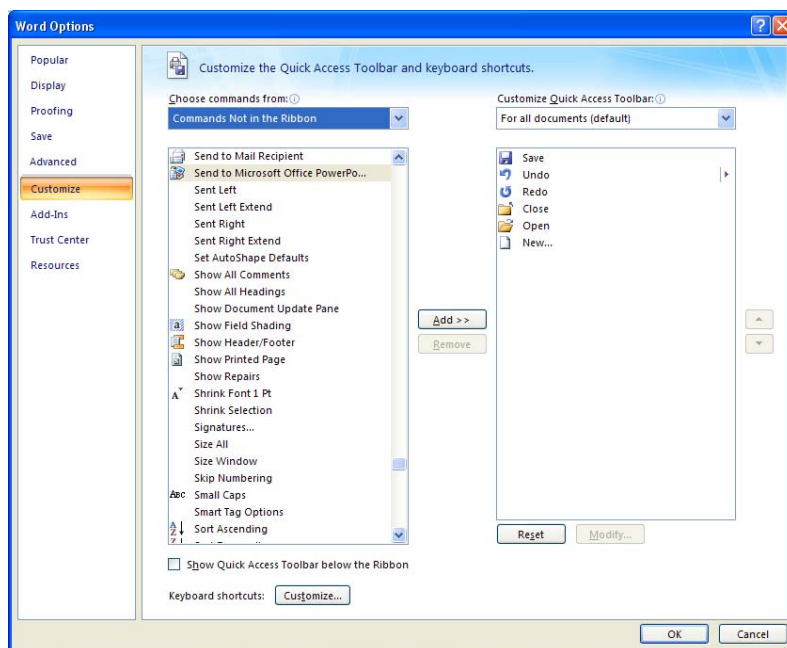 Word Options
Popular
Display
Proofing
Save
Advanced
Customize
Add-Ins
Trust Center
Resources
Customize the Quick Access Toolbar and keyboard shortcuts.
Choose commands from:
Commands Not in the Ribbon
Send to Mail Recipient
Send to Microsoft Office PowerPo...
Sent Left
Sent Left Extend
Sent Right
Sent Right Extend
Set AutoShape Defaults
Show All Comments
Show All Headings
Show Document Update Pane
Show Field Shading
Show Header/Footer
Show Printed Page
Show Repairs
Shrink Font 1 Pt
Shrink Selection
Signatures...
Size All
Size Window
Skip Numbering
Small Caps
Smart Tag Options
Sort Ascending
Show Quick Access Toolbar below the Ribbon
Keyboard shortcuts: Customize...
Add >>
Remove
Customize Quick Access Toolbar:
For all documents (default)
Save
Undo
Redo
Close
Open
New...
Reset Modify...
OK Cancel